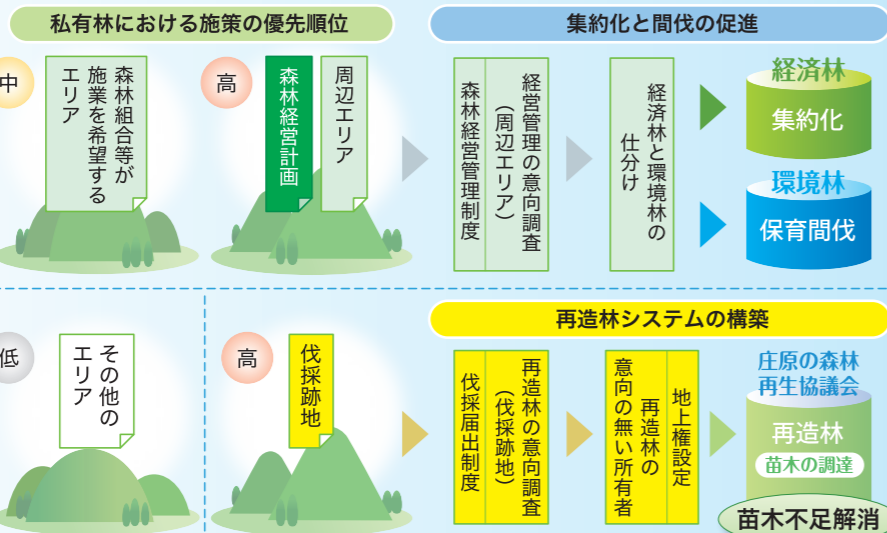 私有林における施策の優先順位
集約化と間伐の促進
中
森林組合等が
施業を希望する
エリア
高
森林経営計画
周辺エリア
経営管理の意向調査
（周辺エリア）
森林経営管理制度
経済林と環境林の
仕分け
経済林
集約化
環境林
保育間伐
低
その他の
エリア
高
伐採跡地
再造林システムの構築
再造林の意向調査
（伐採跡地）
伐採届出制度
地上権設定
再造林の
意向の無い所有者
庄原の森林
再生協議会
再造林
苗木の調達
苗木不足解消